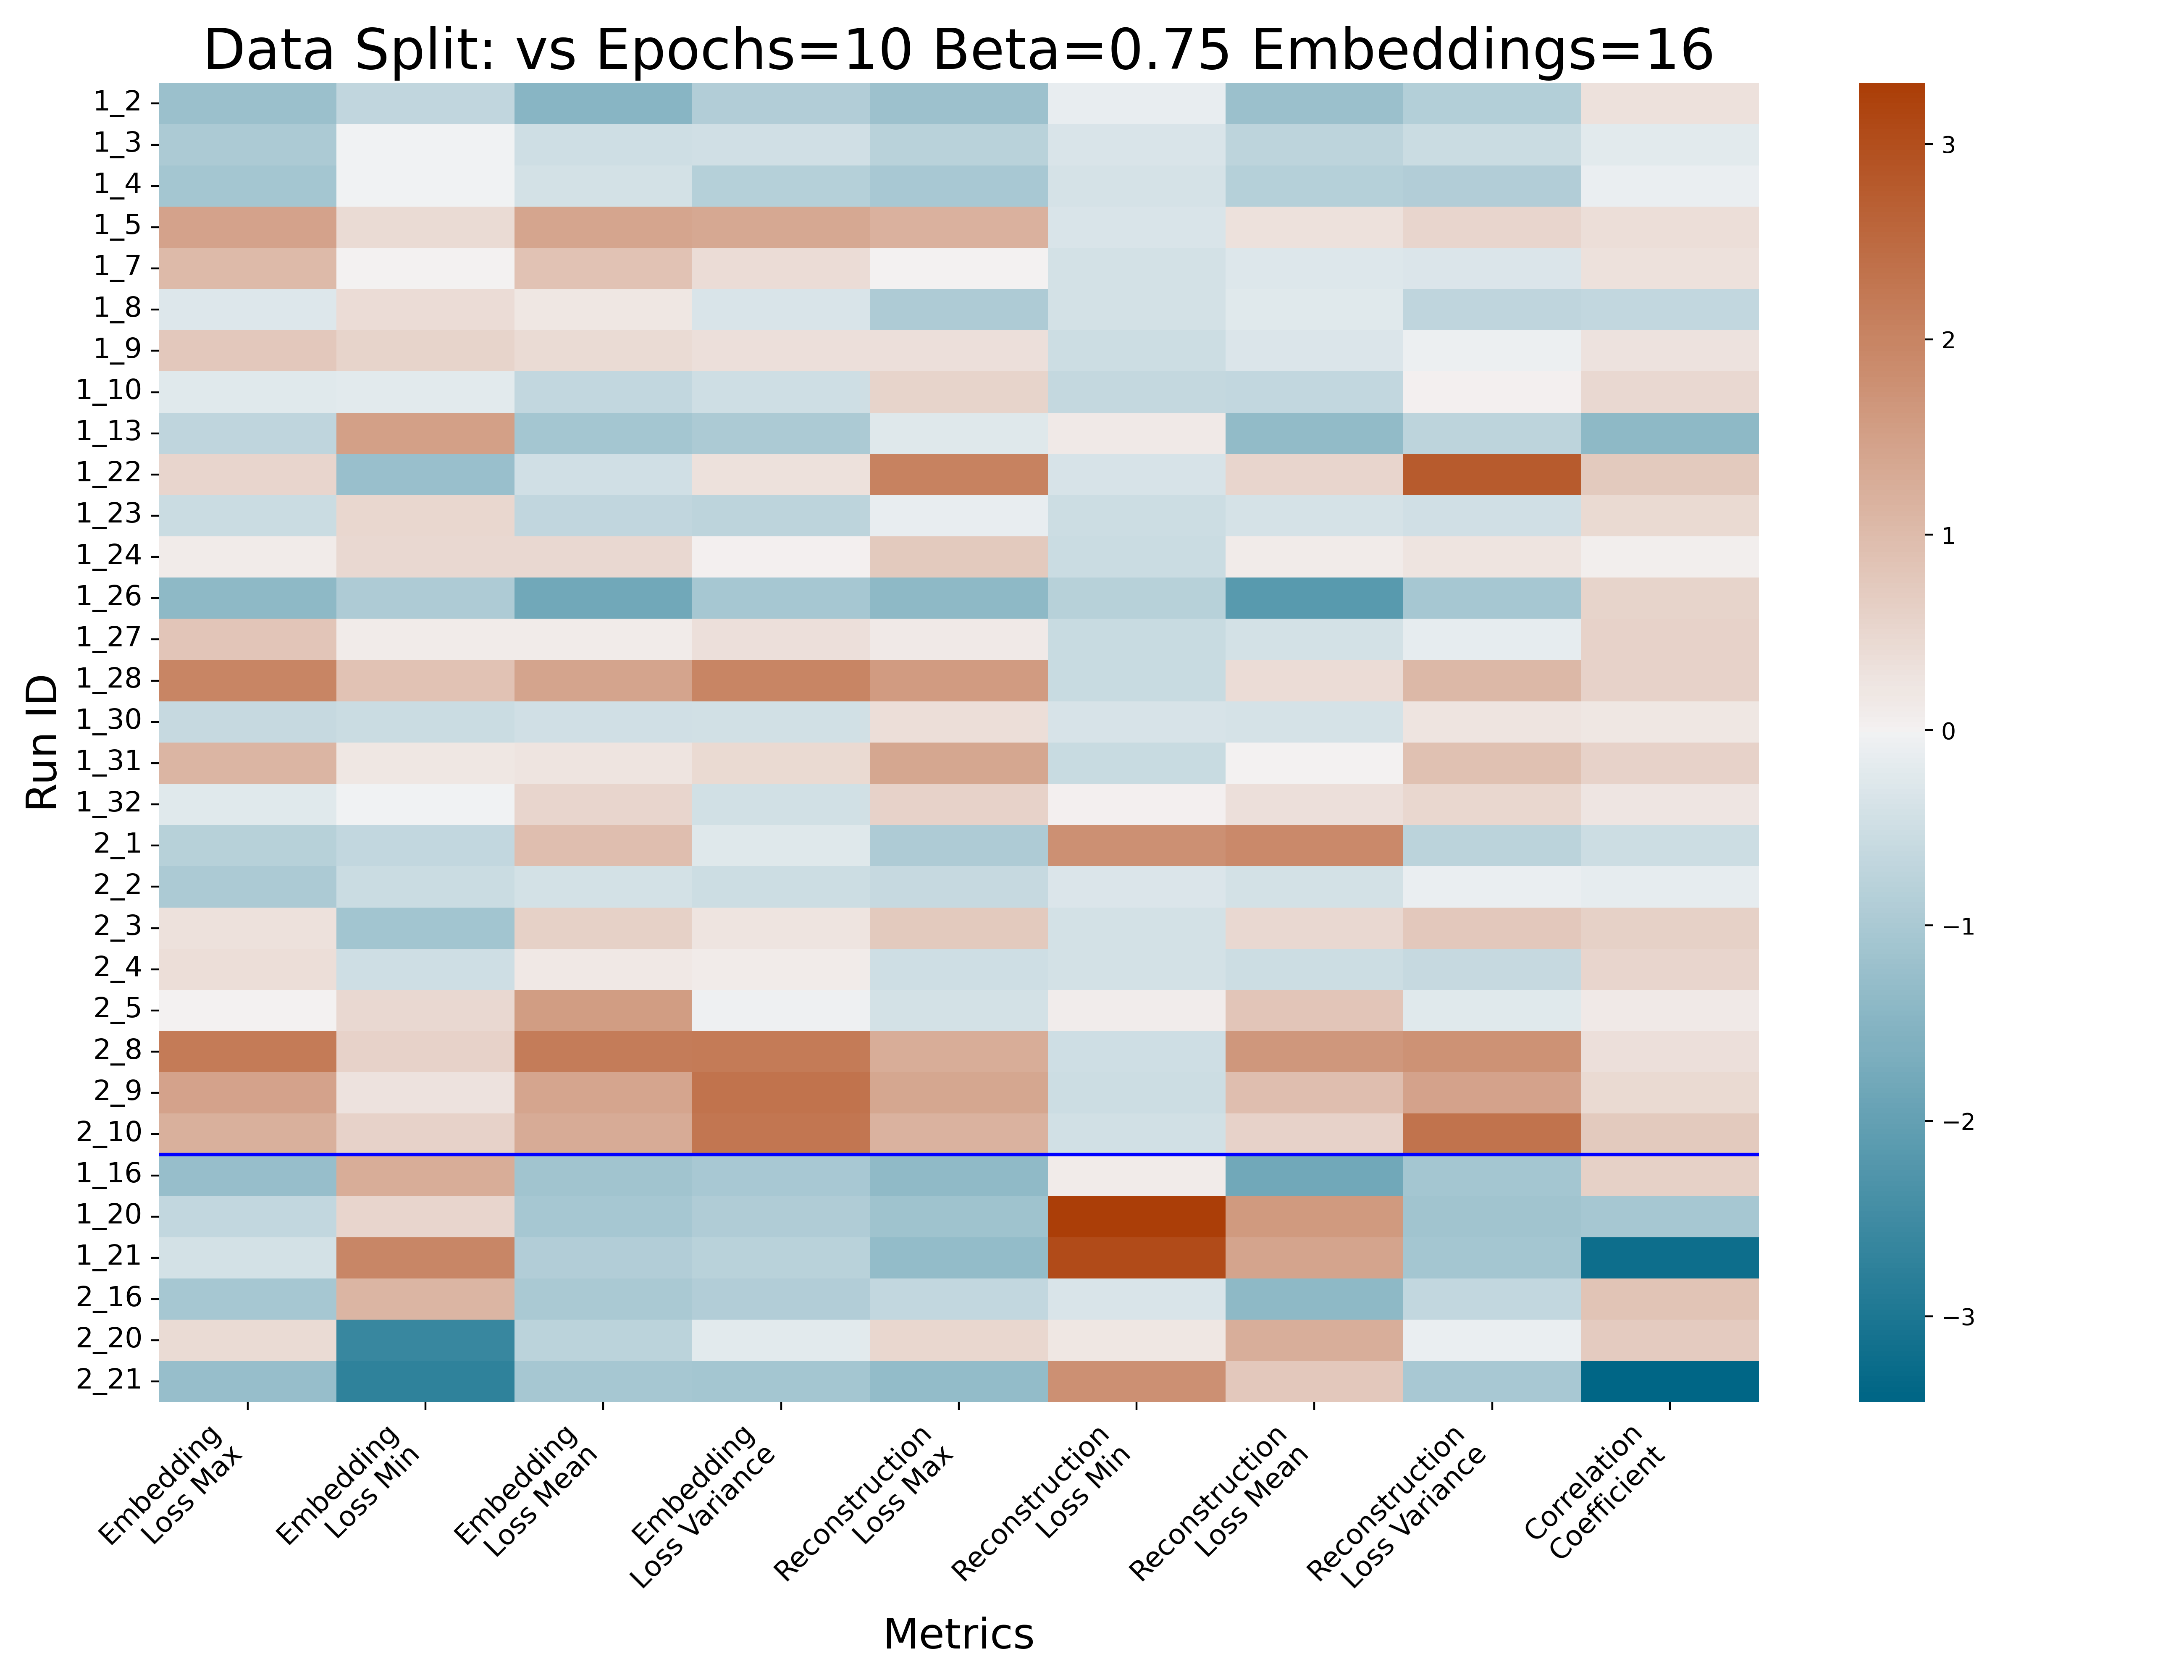 Data Split: vs Epochs=10 Beta=0.75 Embeddings=16
Run ID
1_2
1_3
1_4
1_5
1_7
1_8
1_9
1_10
1_13
1_22
1_23
1_24
1_26
1_27
1_28
1_30
1_31
1_32
2_1
2_2
2_3
2_4
2_5
2_8
2_9
2_10
1_16
1_20
1_21
2_16
2_20
2_21
Embedding
Loss Max
Embedding
Loss Min
Embedding
Loss Mean
Embedding
Loss Variance
Reconstruction
Loss Max
Reconstruction
Loss Min
Reconstruction
Loss Mean
Reconstruction
Loss Variance
Correlation
Coefficient
Metrics
3
2
1
0
−1
−2
−3